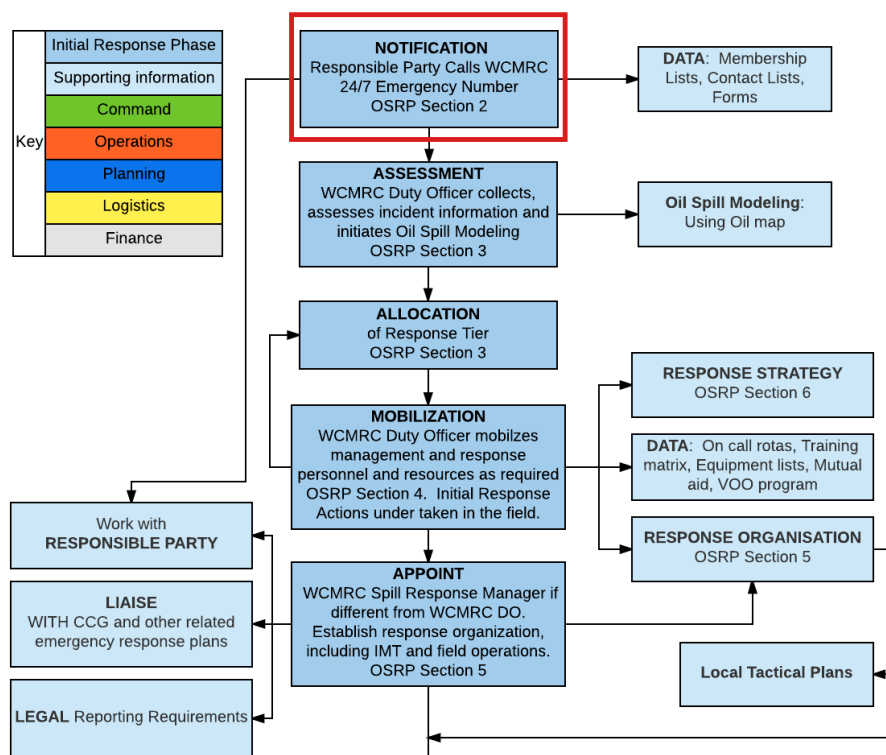 Key
Initial Response Phase
Supporting information
Command
Operations
Planning
Logistics
Finance
NOTIFICATION
Responsible Party Calls WCMRC
24/7 Emergency Number
OSRP Section 2
DATA:  Membership
Lists, Contact Lists,
Forms
ASSESSMENT
WCMRC Duty Officer collects,
assesses incident information and
initiates Oil Spill Modeling
OSRP Section 3
Oil Spill Modeling:
Using Oil map
ALLOCATION
of Response Tier
OSRP Section 3
MOBILIZATION
WCMRC Duty Officer mobilzes
management and response
personnel and resources as required
OSRP Section 4.  Initial Response
Actions under taken in the field.
RESPONSE STRATEGY
OSRP Section 6
DATA:  On call rotas, Training
matrix, Equipment lists, Mutual
aid, VOO program
RESPONSE ORGANISATION
OSRP Section 5
Work with
RESPONSIBLE PARTY
LIAISE
WITH CCG and other related
emergency response plans
LEGAL Reporting Requirements
APPOINT
WCMRC Spill Response Manager if
different from WCMRC DO.
Establish response organization,
including IMT and field operations.
OSRP Section 5
Local Tactical Plans